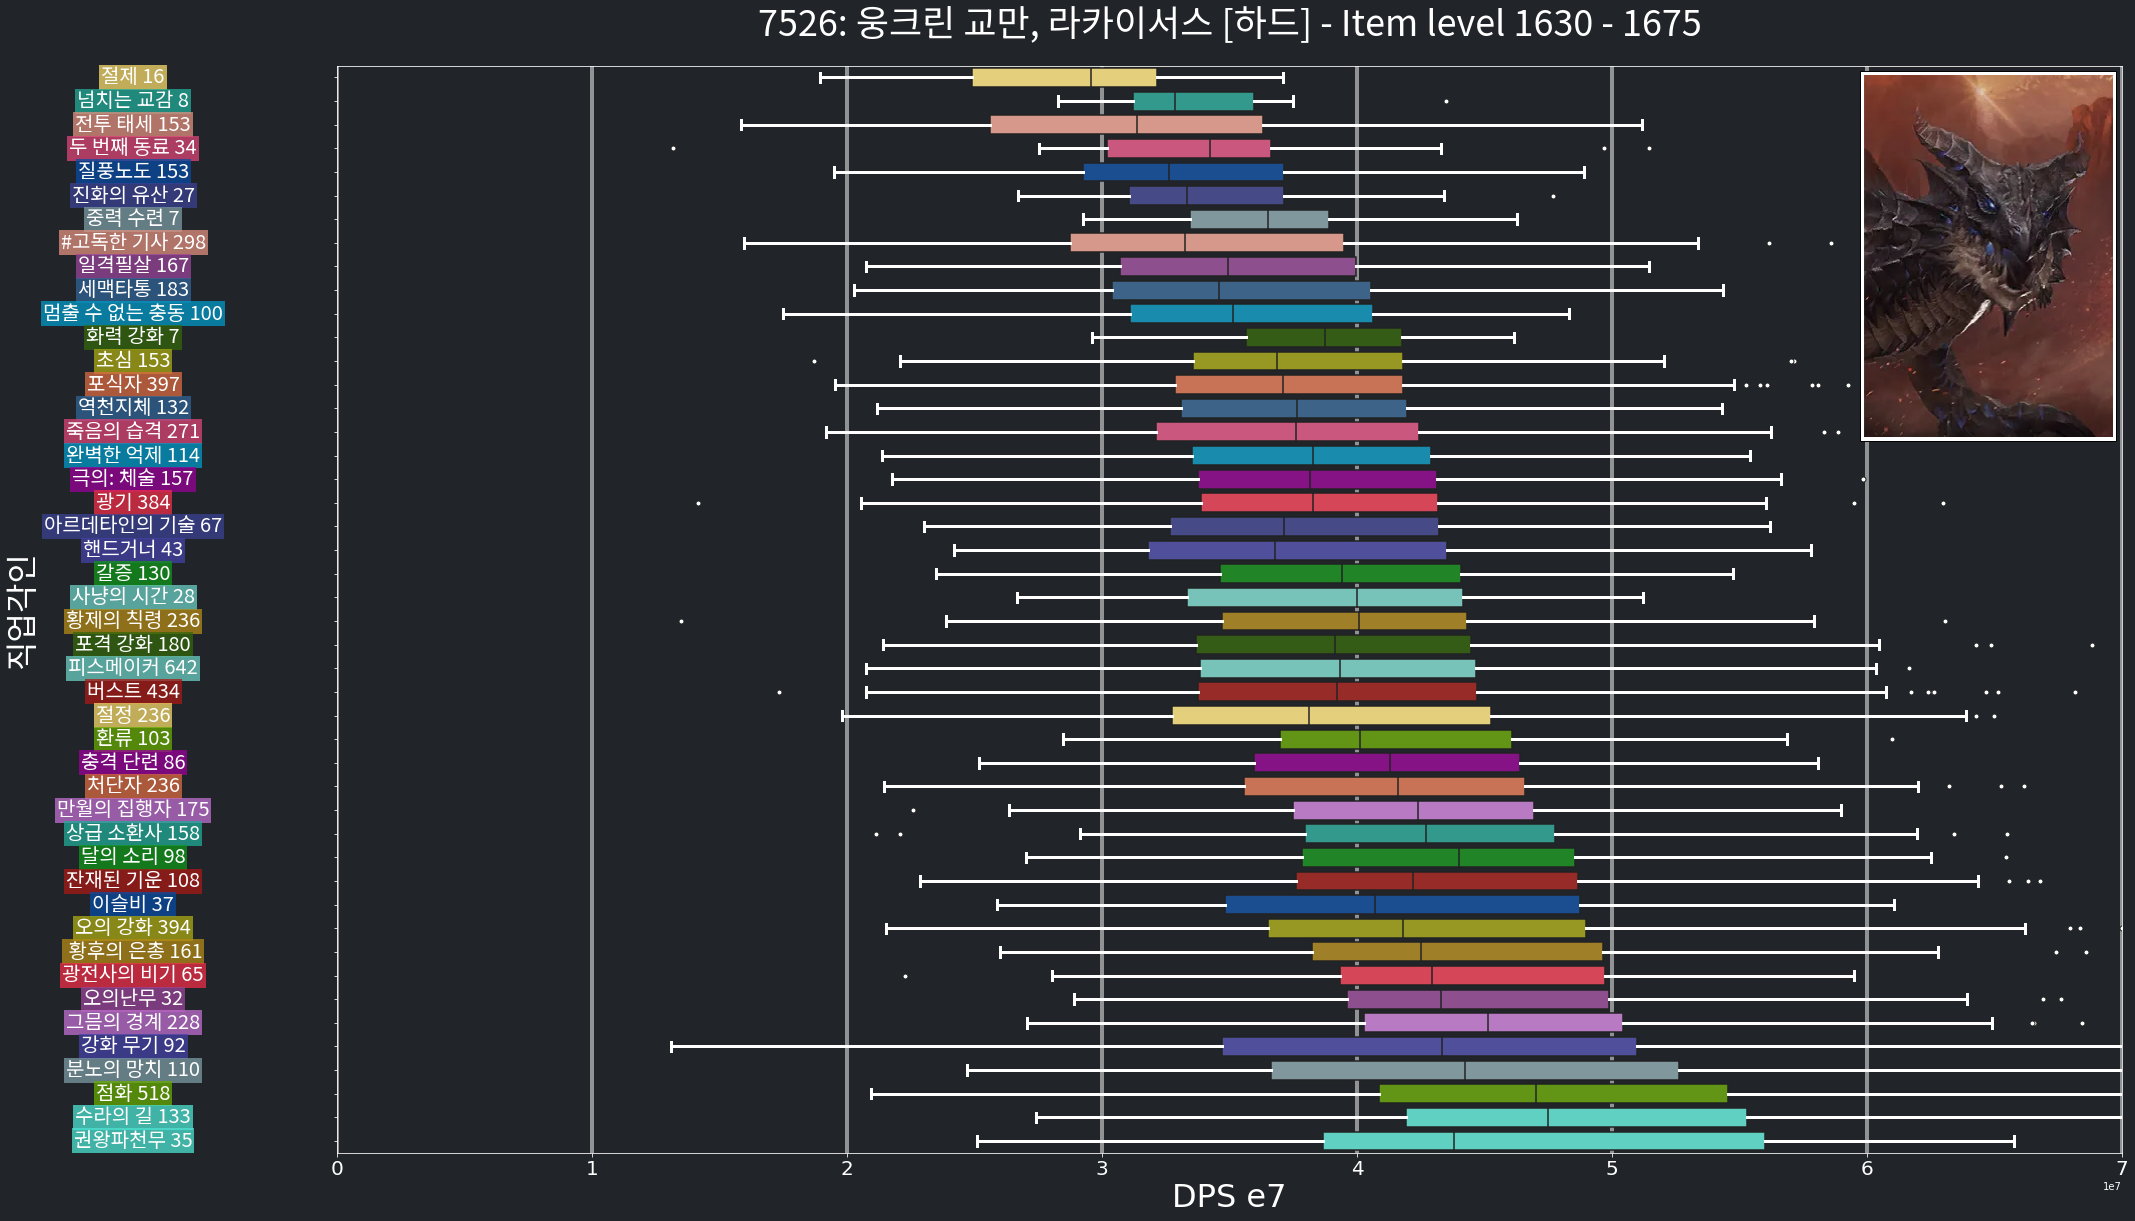 7526: 웅크린 교만, 라카이서스 [하드] - Item level 1630 - 1675
직업각인
절제 16
넘치는 교감 8
전투 태세 153
두 번째 동료 34
질풍노도 153
진화의 유산 27
중력 수련 7
#고독한 기사 298
일격필살 167
세맥타통 183
멈출 수 없는 충동 100
화력 강화 7
초심 153
포식자 397
역천지체 132
죽음의 습격 271
완벽한 억제 114
극의: 체술 157
광기 384
아르데타인의 기술 67
핸드거너 43
갈증 130
사냥의 시간 28
황제의 칙령 236
포격 강화 180
피스메이커 642
버스트 434
절정 236
환류 103
충격 단련 86
처단자 236
만월의 집행자 175
상급 소환사 158
달의 소리 98
잔재된 기운 108
이슬비 37
오의 강화 394
황후의 은총 161
광전사의 비기 65
오의난무 32
그믐의 경계 228
강화 무기 92
분노의 망치 110
점화 518
수라의 길 133
권왕파천무 35
0 1 2 3 4 5 6 7
1e7
DPS e7